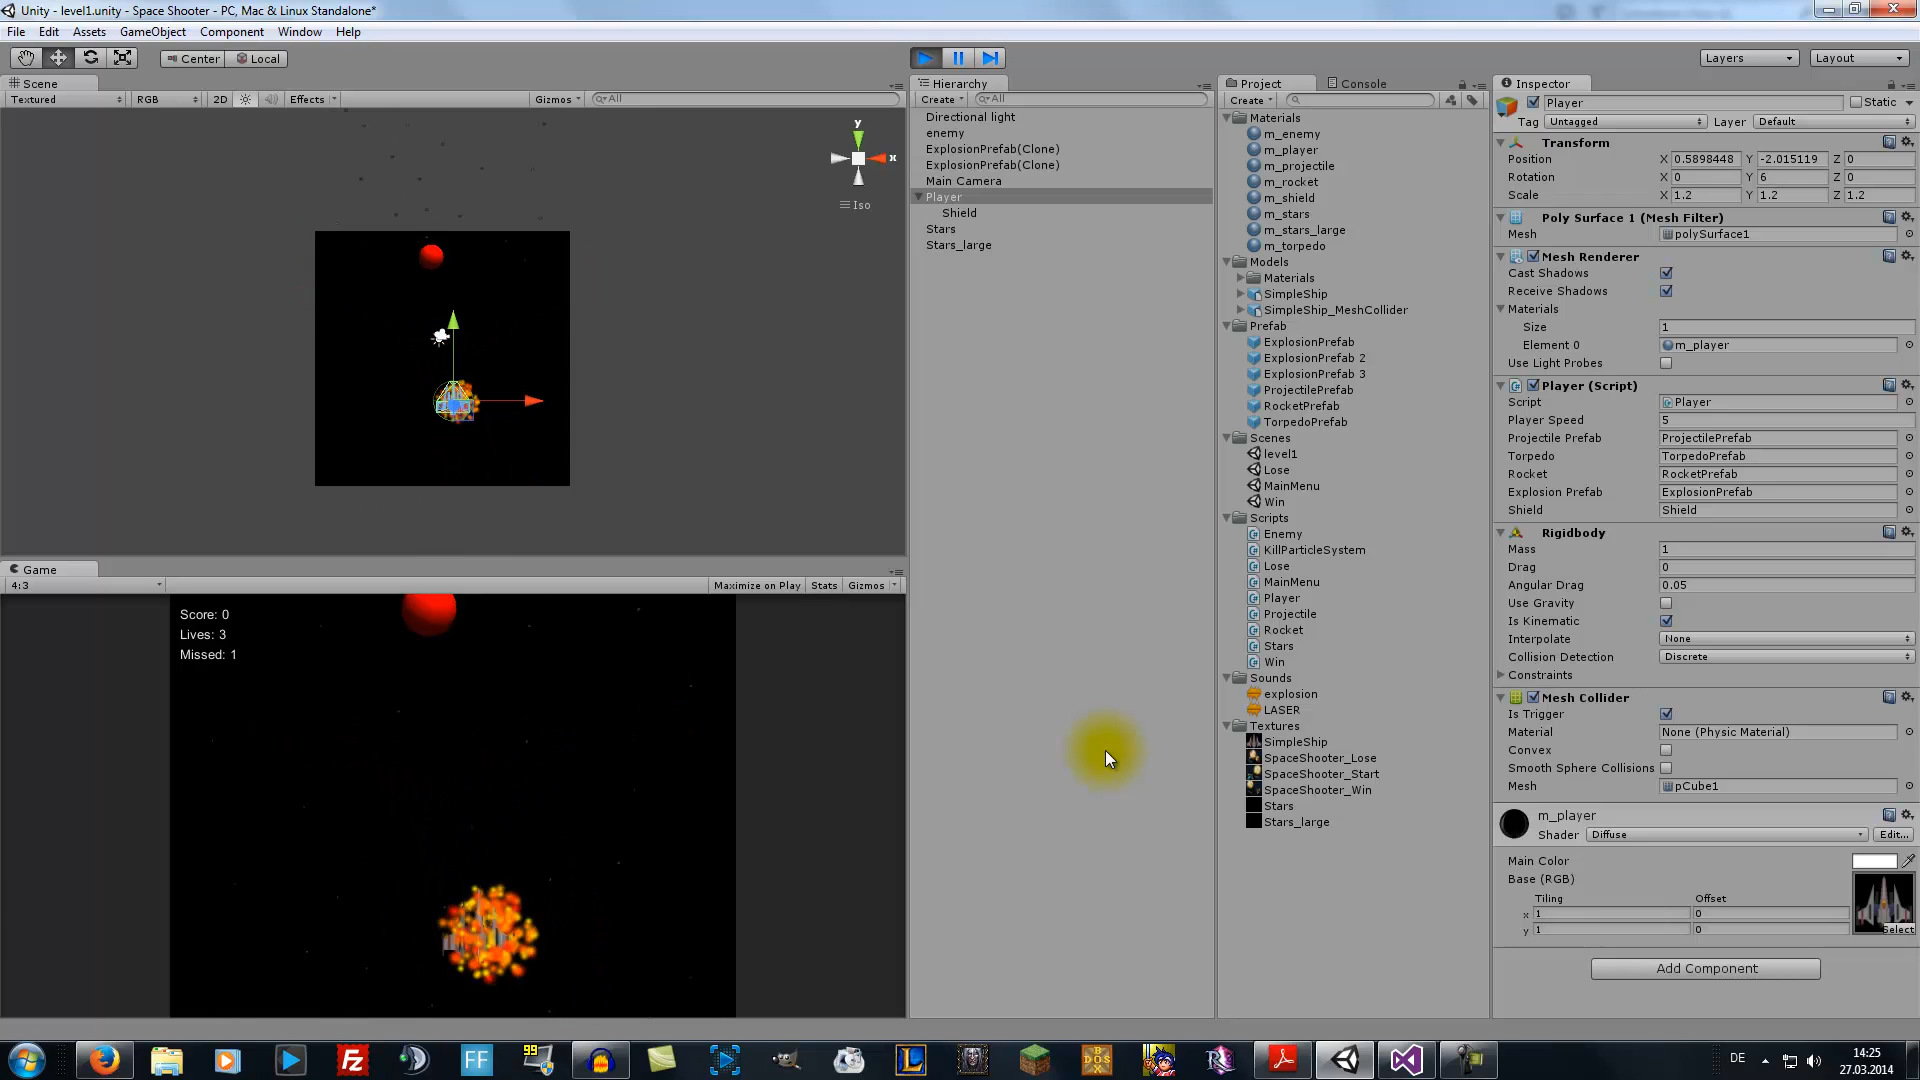 Unity - level1.unity - Space Shooter - PC, Mac & Linux Standalone*
File Edit Assets GameObject Component Window Help
Center Local
Layers Layout
Scene
Textured RGB 2D Effects Gizmos All
y
x
Iso
Game
4:3 Maximize on Play Stats Gizmos
Score: 0
Lives: 3
Missed: 1
Hierarchy
Create All
Directional light
enemy
ExplosionPrefab(Clone)
ExplosionPrefab(Clone)
Main Camera
Player
Shield
Stars
Stars_large
Project Console
Create
Materials
m_enemy
m_player
m_projectile
m_rocket
m_shield
m_stars
m_stars_large
m_torpedo
Models
Materials
SimpleShip
SimpleShip_MeshCollider
Prefab
ExplosionPrefab
ExplosionPrefab 2
ExplosionPrefab 3
ProjectilePrefab
RocketPrefab
TorpedoPrefab
Scenes
level1
Lose
MainMenu
Win
Scripts
Enemy
KillParticleSystem
Lose
MainMenu
Player
Projectile
Rocket
Stars
Win
Sounds
explosion
LASER
Textures
SimpleShip
SpaceShooter_Lose
SpaceShooter_Start
SpaceShooter_Win
Stars
Stars_large
Inspector
Player Static
Tag Untagged Layer Default
Transform
Position X 0.5898448 Y -2.015119 Z 0
Rotation X 0 Y 6 Z 0
Scale X 1.2 Y 1.2 Z 1.2
Poly Surface 1 (Mesh Filter)
Mesh polySurface1
Mesh Renderer
Cast Shadows
Receive Shadows
Materials
Size 1
Element 0 m_player
Use Light Probes
Player (Script)
Script Player
Player Speed 5
Projectile Prefab ProjectilePrefab
Torpedo TorpedoPrefab
Rocket RocketPrefab
Explosion Prefab ExplosionPrefab
Shield Shield
Rigidbody
Mass 1
Drag 0
Angular Drag 0.05
Use Gravity
Is Kinematic
Interpolate None
Collision Detection Discrete
Constraints
Mesh Collider
Is Trigger
Material None (Physic Material)
Convex
Smooth Sphere Collisions
Mesh pCube1
m_player
Shader Diffuse Edit...
Main Color
Base (RGB)
Tiling Offset
x 1 0
y 1 0
Select
Add Component
Fz FF 99 L DOS BOX R
DE 14:25
27.03.2014